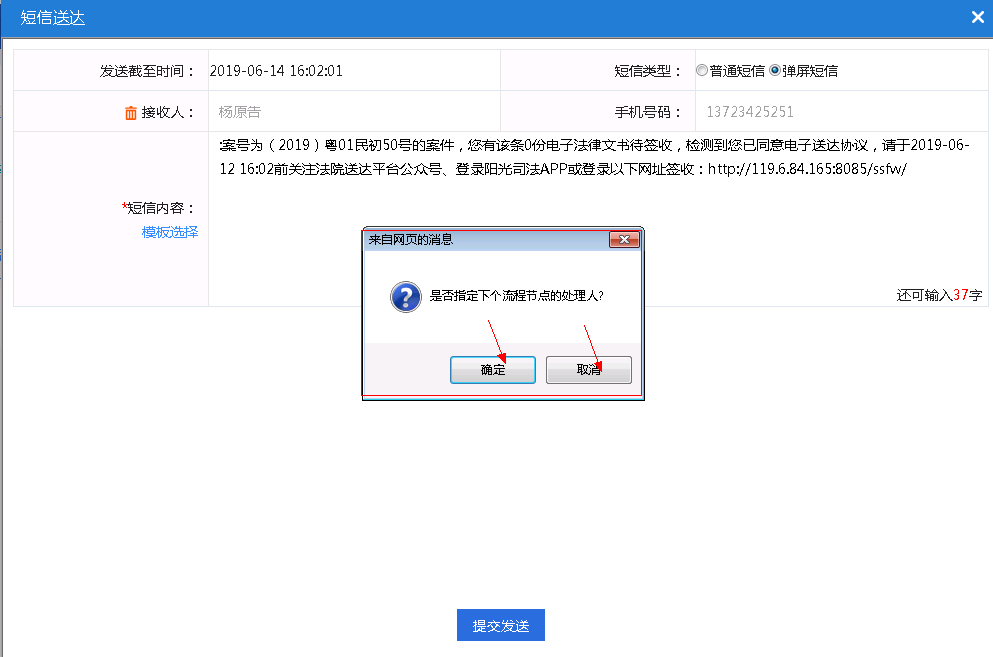 短信送达
发送截至时间： 2019-06-14 16:02:01 短信类型： 普通短信 弹屏短信
接收人： 杨原告 手机号码： 13723425251
:案号为（2019）粤01民初50号的案件，您有该条0份电子法律文书待签收，检测到您已同意电子送达协议，请于2019-06-
12 16:02前关注法院送达平台公众号、登录阳光司法APP或登录以下网址签收：http://119.6.84.165:8085/ssfw/
*短信内容：
模板选择
来自网页的消息
是否指定下个流程节点的处理人?
还可输入37字
确定 取消
提交发送